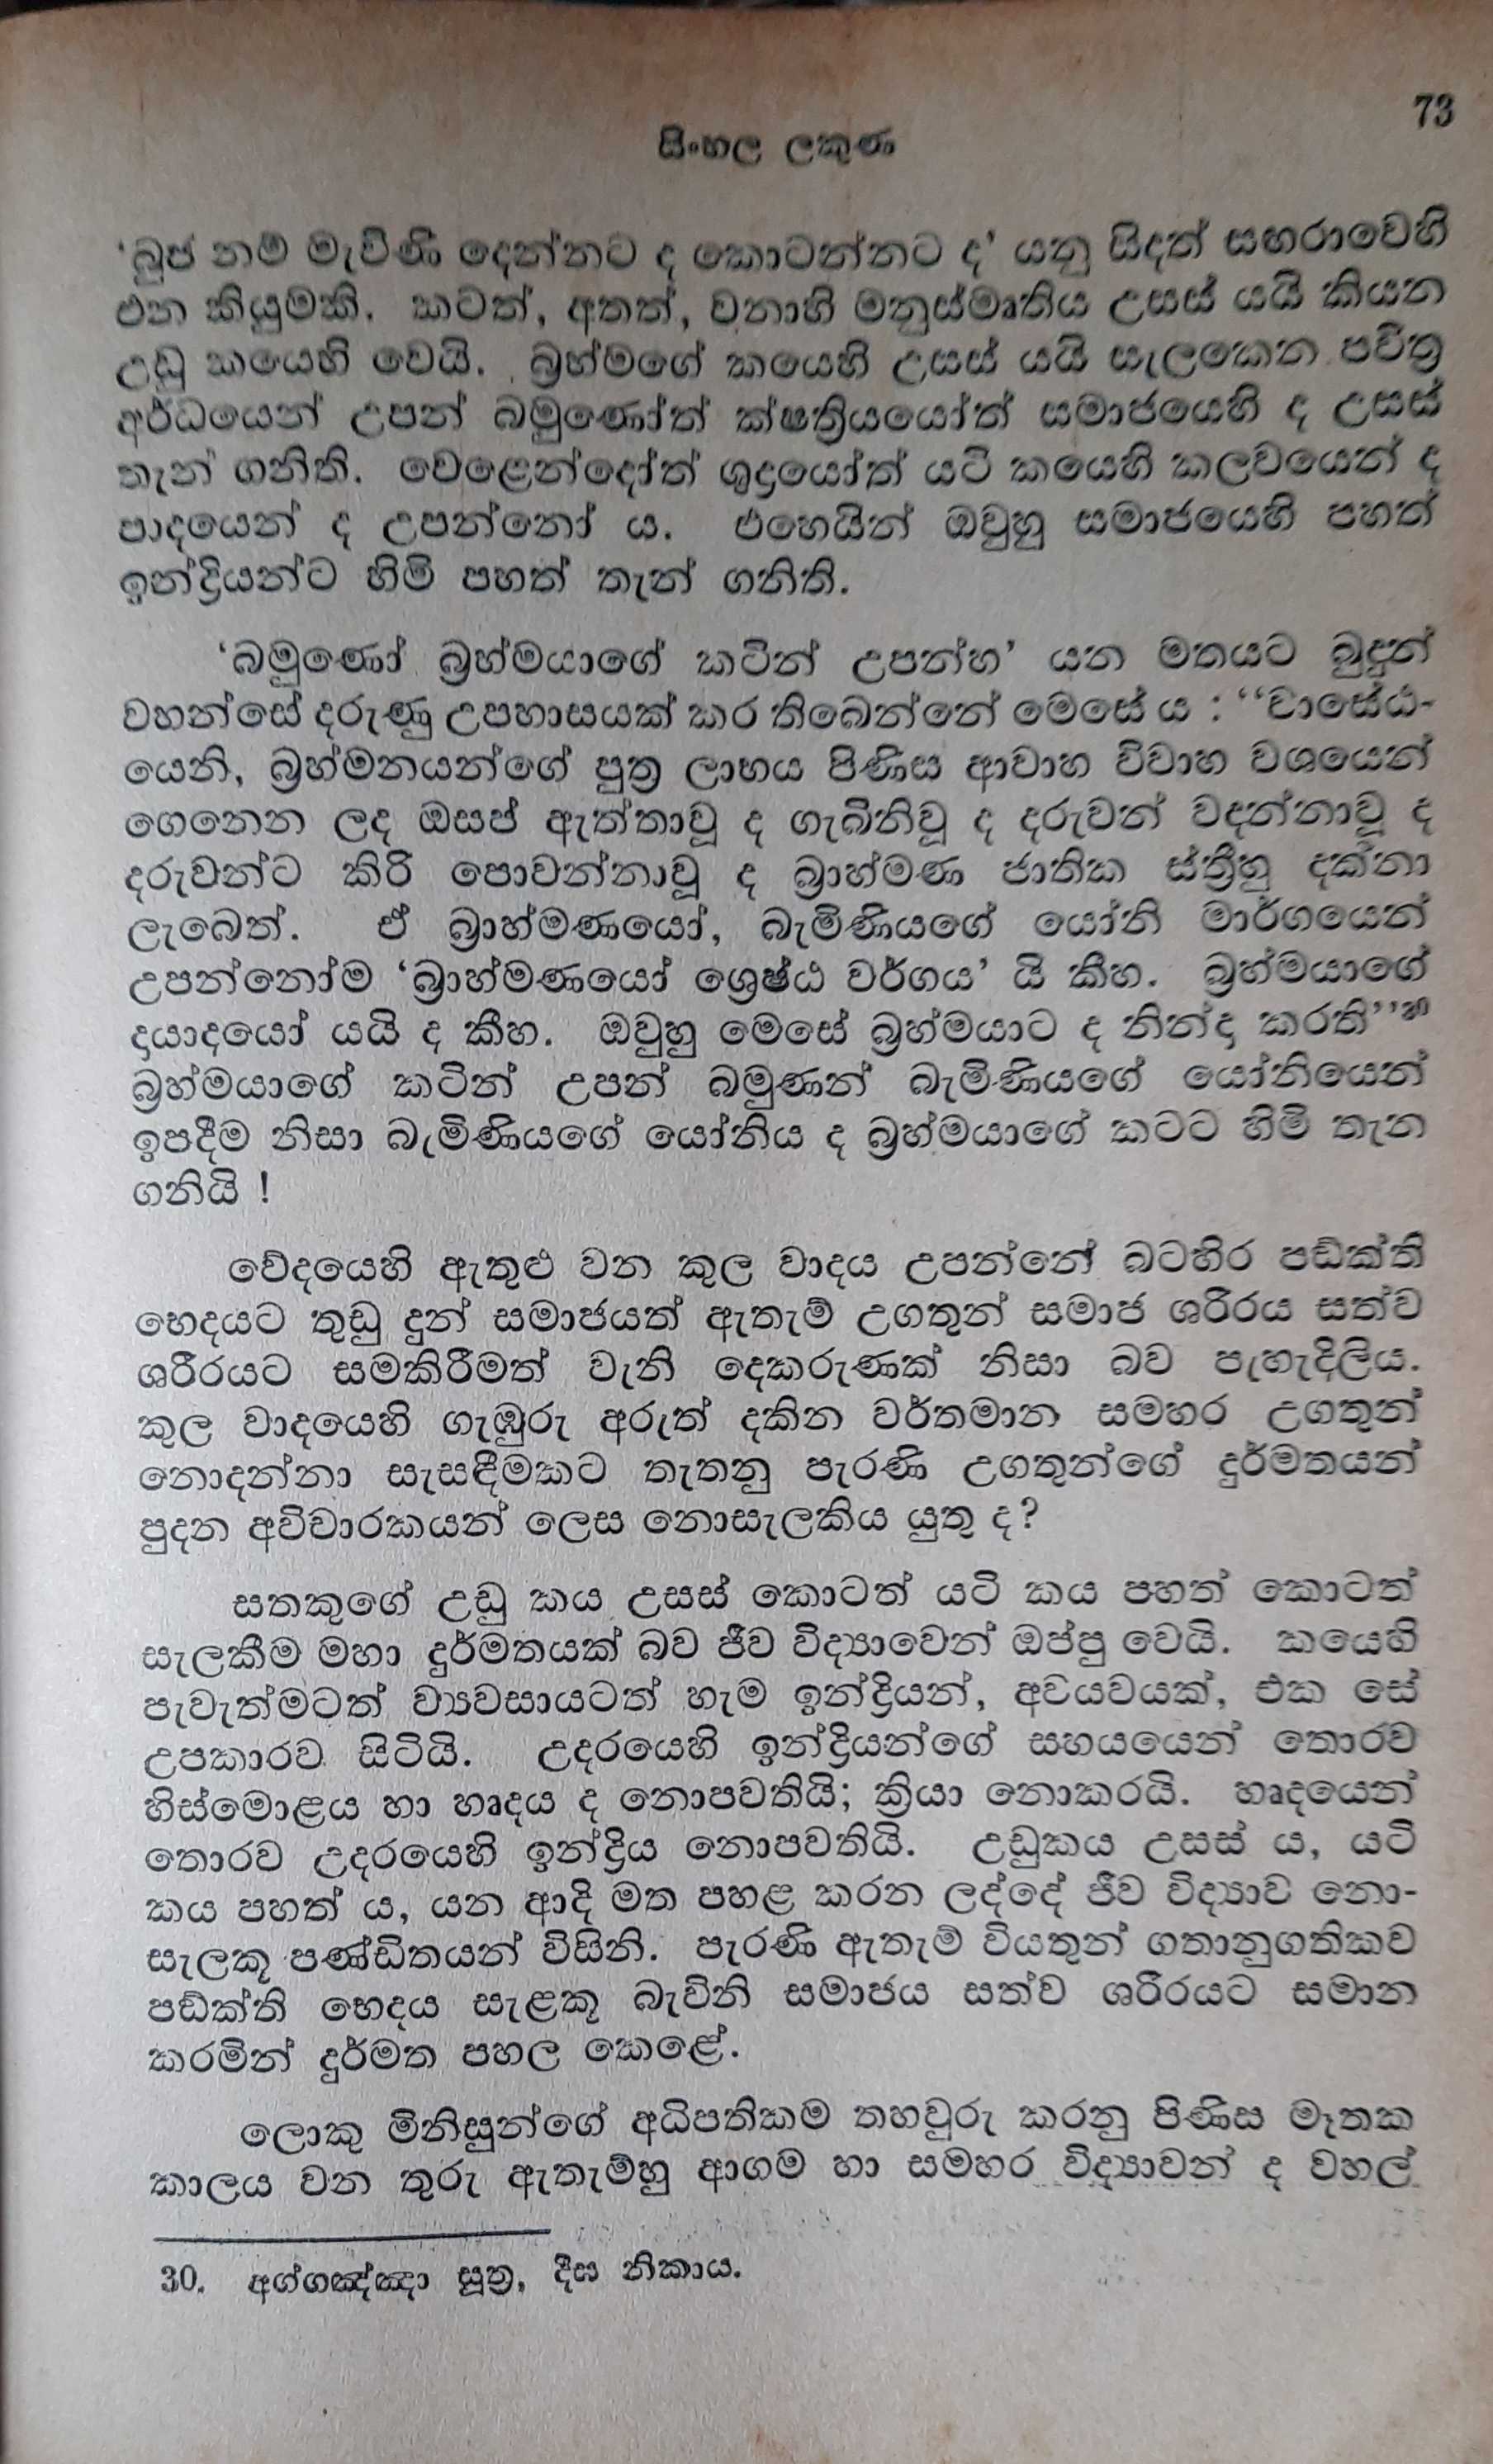 73
සිංහල ලකුණ
‘බුජ නම් මැවිණි දෙන්නට ද කොටන්නට ද’ යනු සිදත් සඟරාවෙහි
එන කියුමකි. කටත්, අතත්, වනාහි මනුස්මෘතිය උසස් යයි කියන
උඩු කයෙහි වෙයි. බ්‍රහ්මගේ කයෙහි උසස් යයි සැලකෙන පවිත්‍ර
අර්ධයෙන් උපන් බමුණෝත් ක්ෂත්‍රියයෝත් සමාජයෙහි ද උසස්
තැන් ගනිති. වෙළෙන්දෝත් ශුද්‍රයෝත් යටි කයෙහි කලවයෙන් ද
පාදයෙන් ද උපන්නෝ ය. එහෙයින් ඔවුහු සමාජයෙහි පහත්
ඉන්ද්‍රියන්ට හිමි පහත් තැන් ගනිති.
‘බමුණෝ බ්‍රහ්මයාගේ කටින් උපන්හ’ යන මතයට බුදුන්
වහන්සේ දරුණු උපහාසයක් කර තිබෙන්නේ මෙසේ ය : ‘‘වාසේඨ-
යෙනි, බ්‍රහ්මනයන්ගේ පුත්‍ර ලාභය පිණිස ආවාහ විවාහ වශයෙන්
ගෙනෙන ලද ඔසප් ඇත්තාවූ ද ගැබිනිවූ ද දරුවන් වදන්නාවූ ද
දරුවන්ට කිරි පොවන්නාවූ ද බ්‍රාහ්මණ ජාතික ස්ත්‍රීහු දක්නා
ලැබෙත්. ඒ බ්‍රාහ්මණයෝ, බැමිණියගේ යෝනි මාර්ගයෙන්
උපන්නෝම ‘බ්‍රාහ්මණයෝ ශ්‍රෙෂ්ඨ වර්ගය’ යි කීහ. බ්‍රහ්මයාගේ
දායාදයෝ යයි ද කීහ. ඔවුහු මෙසේ බ්‍රහ්මයාට ද නින්දා කරති’’³⁰
බ්‍රහ්මයාගේ කටින් උපන් බමුණන් බැමිණියගේ යෝනියෙන්
ඉපදීම නිසා බැමිණියගේ යෝනිය ද බ්‍රහ්මයාගේ කටට හිමි තැන
ගනියි !
වේදයෙහි ඇතුළු වන කුල වාදය උපන්නේ බටහිර පඞ්ක්ති
භෙදයට තුඩු දුන් සමාජයත් ඇතැම් උගතුන් සමාජ ශරීරය සත්ව
ශරීරයට සමකිරීමත් වැනි දෙකරුණක් නිසා බව පැහැදිලිය.
කුල වාදයෙහි ගැඹුරු අරුත් දකින වර්තමාන සමහර උගතුන්
නොදන්නා සැසඳීමකට තැතනු පැරණි උගතුන්ගේ දුර්මතයන්
පුදන අවිචාරකයන් ලෙස නොසැලකිය යුතු ද?
සතකුගේ උඩු කය උසස් කොටත් යටි කය පහත් කොටත්
සැලකීම මහා දුර්මතයක් බව ජීව විද්‍යාවෙන් ඔප්පු වෙයි. කයෙහි
පැවැත්මටත් ව්‍යවසායටත් හැම ඉන්ද්‍රියන්, අවයවයක්, එක සේ
උපකාරව සිටියි. උදරයෙහි ඉන්ද්‍රියන්ගේ සහයයෙන් තොරව
හිස්මොළය හා හෘදය ද නොපවතියි; ක්‍රියා නොකරයි. හෘදයෙන්
තොරව උදරයෙහි ඉන්ද්‍රිය නොපවතියි. උඩුකය උසස් ය, යටි
කය පහත් ය, යන ආදි මත පහළ කරන ලද්දේ ජීව විද්‍යාව නො-
සැලකූ පණ්ඩිතයන් විසිනි. පැරණි ඇතැම් වියතුන් ගතානුගතිකව
පඞ්ක්ති භෙදය සැළකූ බැවිනි සමාජය සත්ව ශරීරයට සමාන
කරමින් දුර්මත පහල කෙළේ.
ලොකු මිනිසුන්ගේ අධිපතිකම තහවුරු කරනු පිණිස මෑතක
කාලය වන තුරු ඇතැම්හු ආගම හා සමහර විද්‍යාවන් ද වහල්
30. අග්ගඤ්ඤා සූත්‍ර, දීඝ නිකාය.